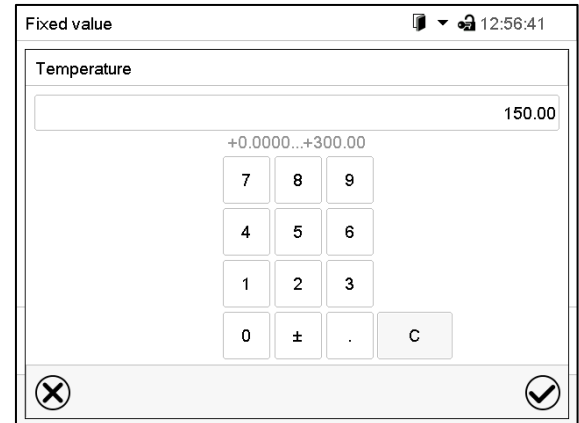 Fixed value 12:56:41
Temperature
150.00
+0.0000...+300.00
7 8 9
4 5 6
1 2 3
0 ± . C